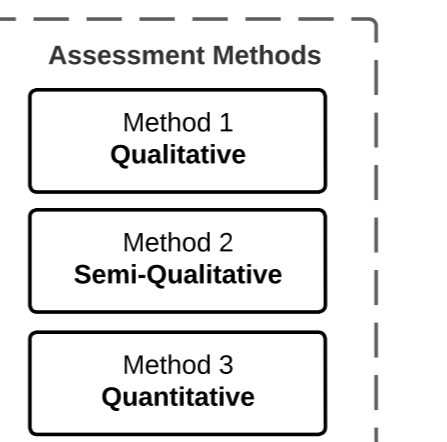 Assessment Methods
Method 1
Qualitative
Method 2
Semi-Qualitative
Method 3
Quantitative